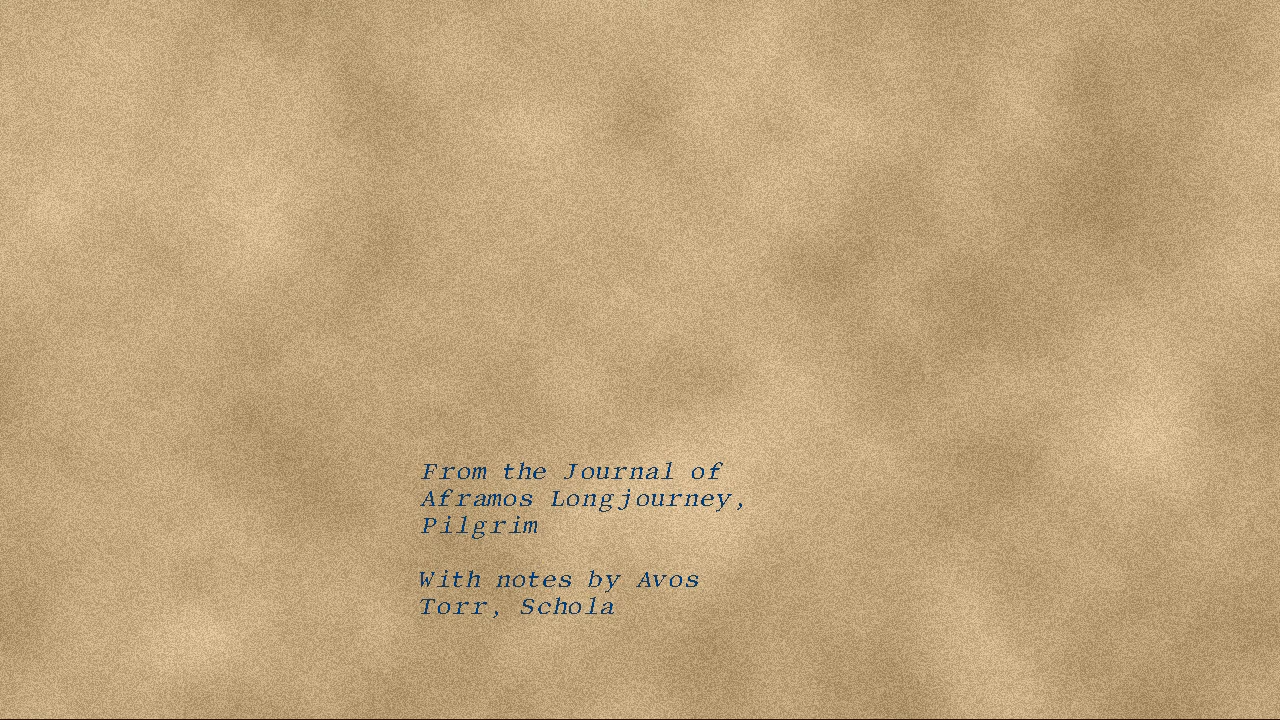 From the Journal of
Aframos Longjourney,
Pilgrim
With notes by Avos
Torr, Schola